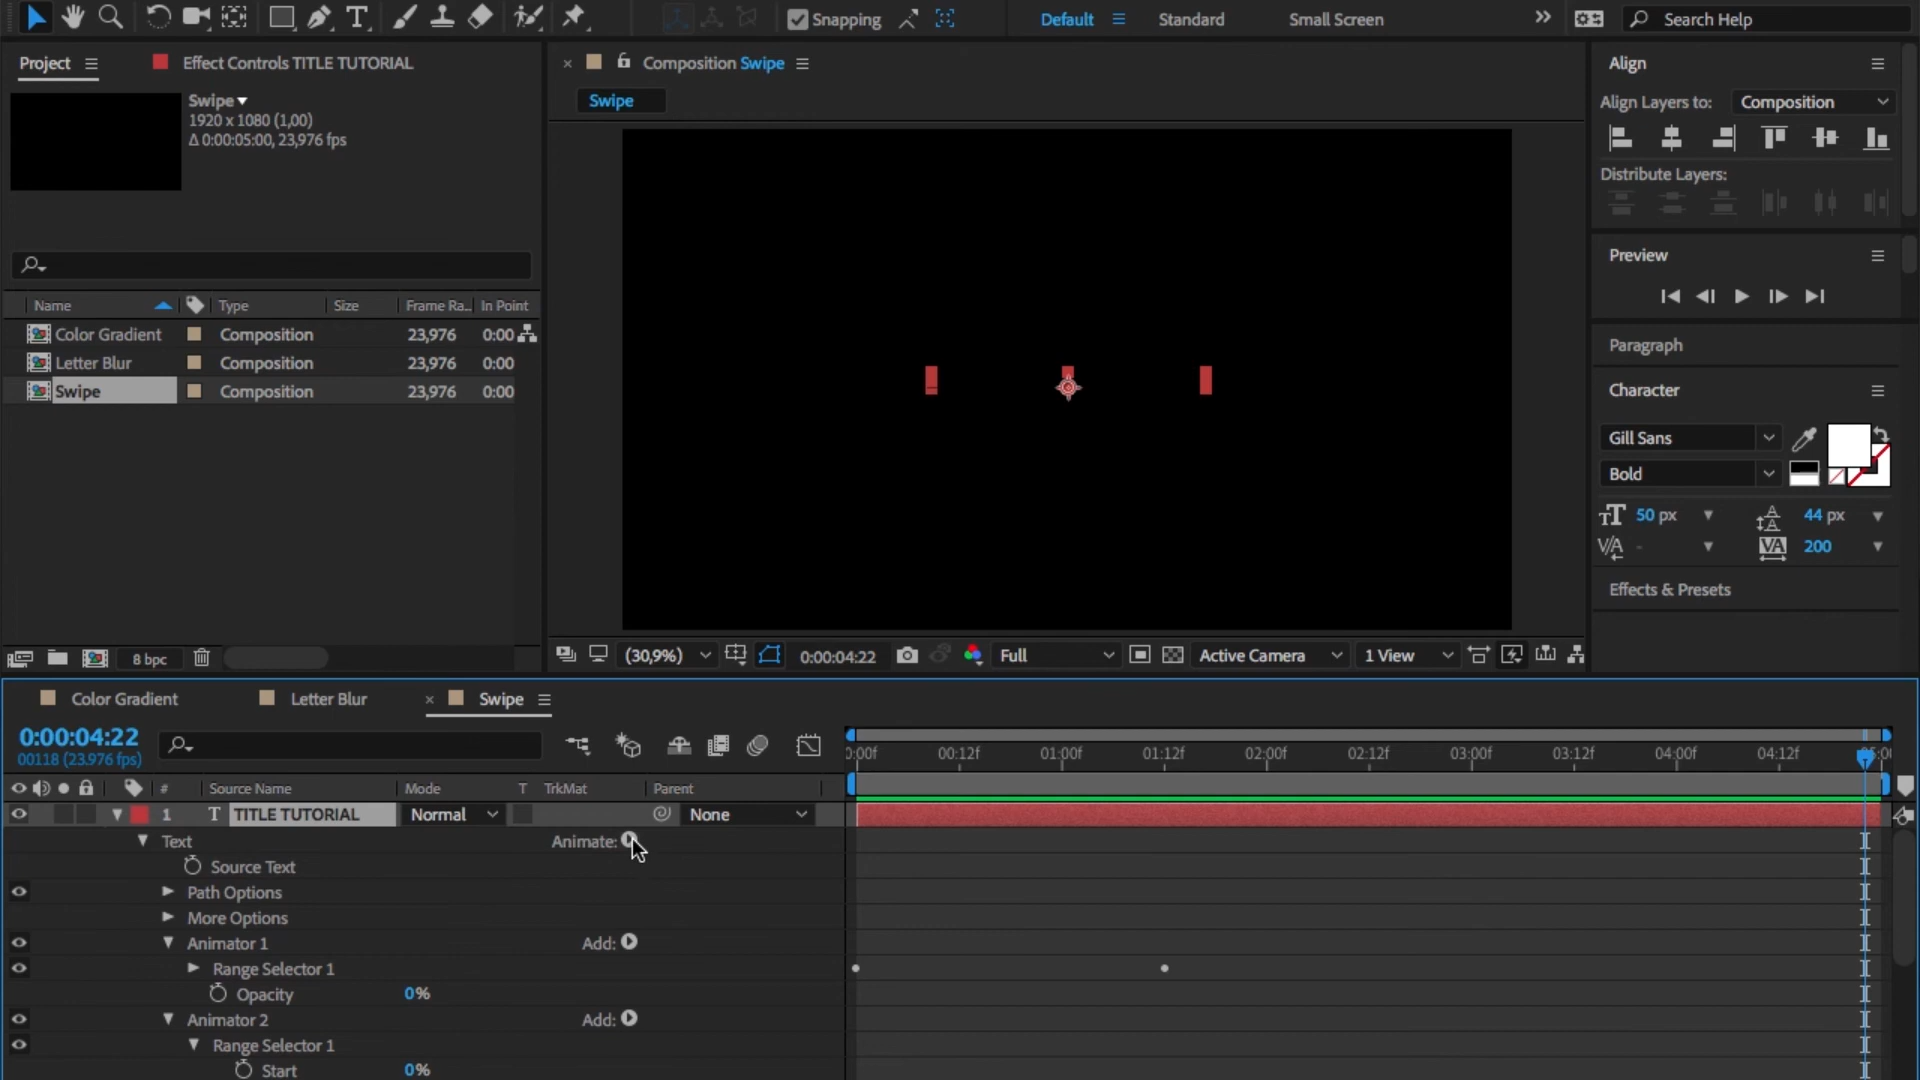 Snapping
Default
Standard
Small Screen
Search Help
Project
Effect Controls TITLE TUTORIAL
Composition Swipe
Swipe
1920 x 1080 (1,00)
Δ 0:00:05:00, 23,976 fps
Swipe
Align
Align Layers to:
Composition
Distribute Layers:
Preview
Paragraph
Character
Gill Sans
Bold
50 px
44 px
-
200
Effects & Presets
Name
Type
Size
Frame Ra..
In Point
Color Gradient
Composition
23,976
0:00
Letter Blur
Composition
23,976
0:00
Swipe
Composition
23,976
0:00
8 bpc
(30,9%)
0:00:04:22
Full
Active Camera
1 View
Color Gradient
Letter Blur
Swipe
0:00:04:22
00118 (23.976 fps)
00:12f
01:00f
01:12f
02:00f
02:12f
03:00f
03:12f
04:00f
04:12f
#
Source Name
Mode
T
TrkMat
Parent
1
T
TITLE TUTORIAL
Normal
None
Text
Animate:
Source Text
Path Options
More Options
Animator 1
Add:
Range Selector 1
Opacity
0%
Animator 2
Add:
Range Selector 1
Start
0%